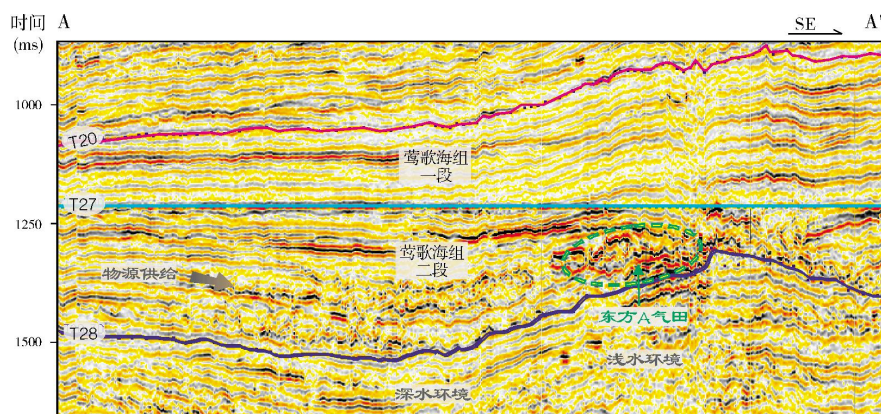 时间 A SE A'
(ms)
1000
T20
莺歌海组
一段
T27
1250
莺歌海组
二段
物源供给
东方A气田
T28
1500
浅水环境
深水环境